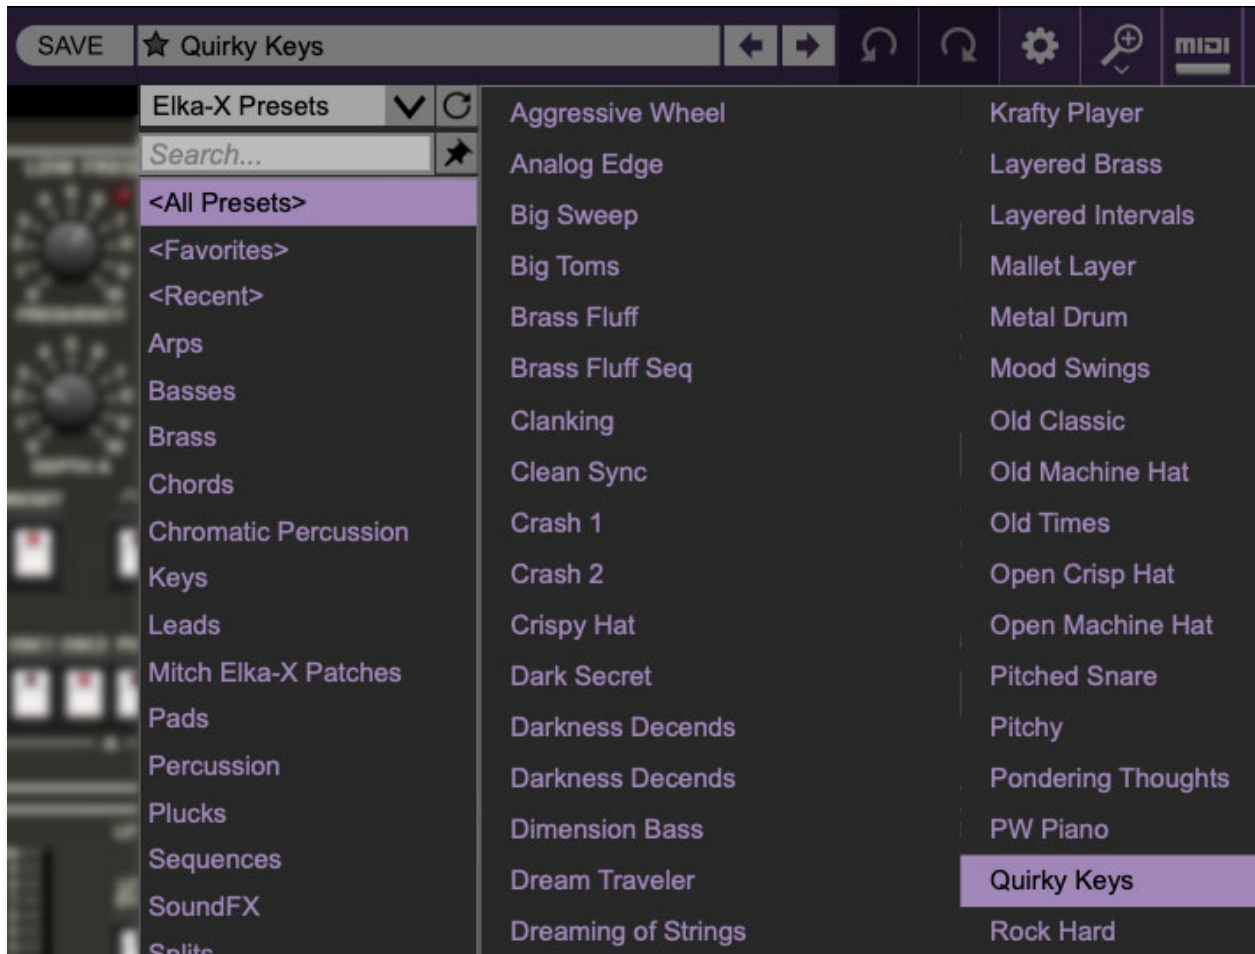 SAVE
Quirky Keys
midi
Elka-X Presets
Search...
<All Presets>
<Favorites>
<Recent>
Arps
Basses
Brass
Chords
Chromatic Percussion
Keys
Leads
Mitch Elka-X Patches
Pads
Percussion
Plucks
Sequences
SoundFX
Splits
Aggressive Wheel
Analog Edge
Big Sweep
Big Toms
Brass Fluff
Brass Fluff Seq
Clanking
Clean Sync
Crash 1
Crash 2
Crispy Hat
Dark Secret
Darkness Decends
Darkness Decends
Dimension Bass
Dream Traveler
Dreaming of Strings
Krafty Player
Layered Brass
Layered Intervals
Mallet Layer
Metal Drum
Mood Swings
Old Classic
Old Machine Hat
Old Times
Open Crisp Hat
Open Machine Hat
Pitched Snare
Pitchy
Pondering Thoughts
PW Piano
Quirky Keys
Rock Hard
FREQUENCY
DEPTH A